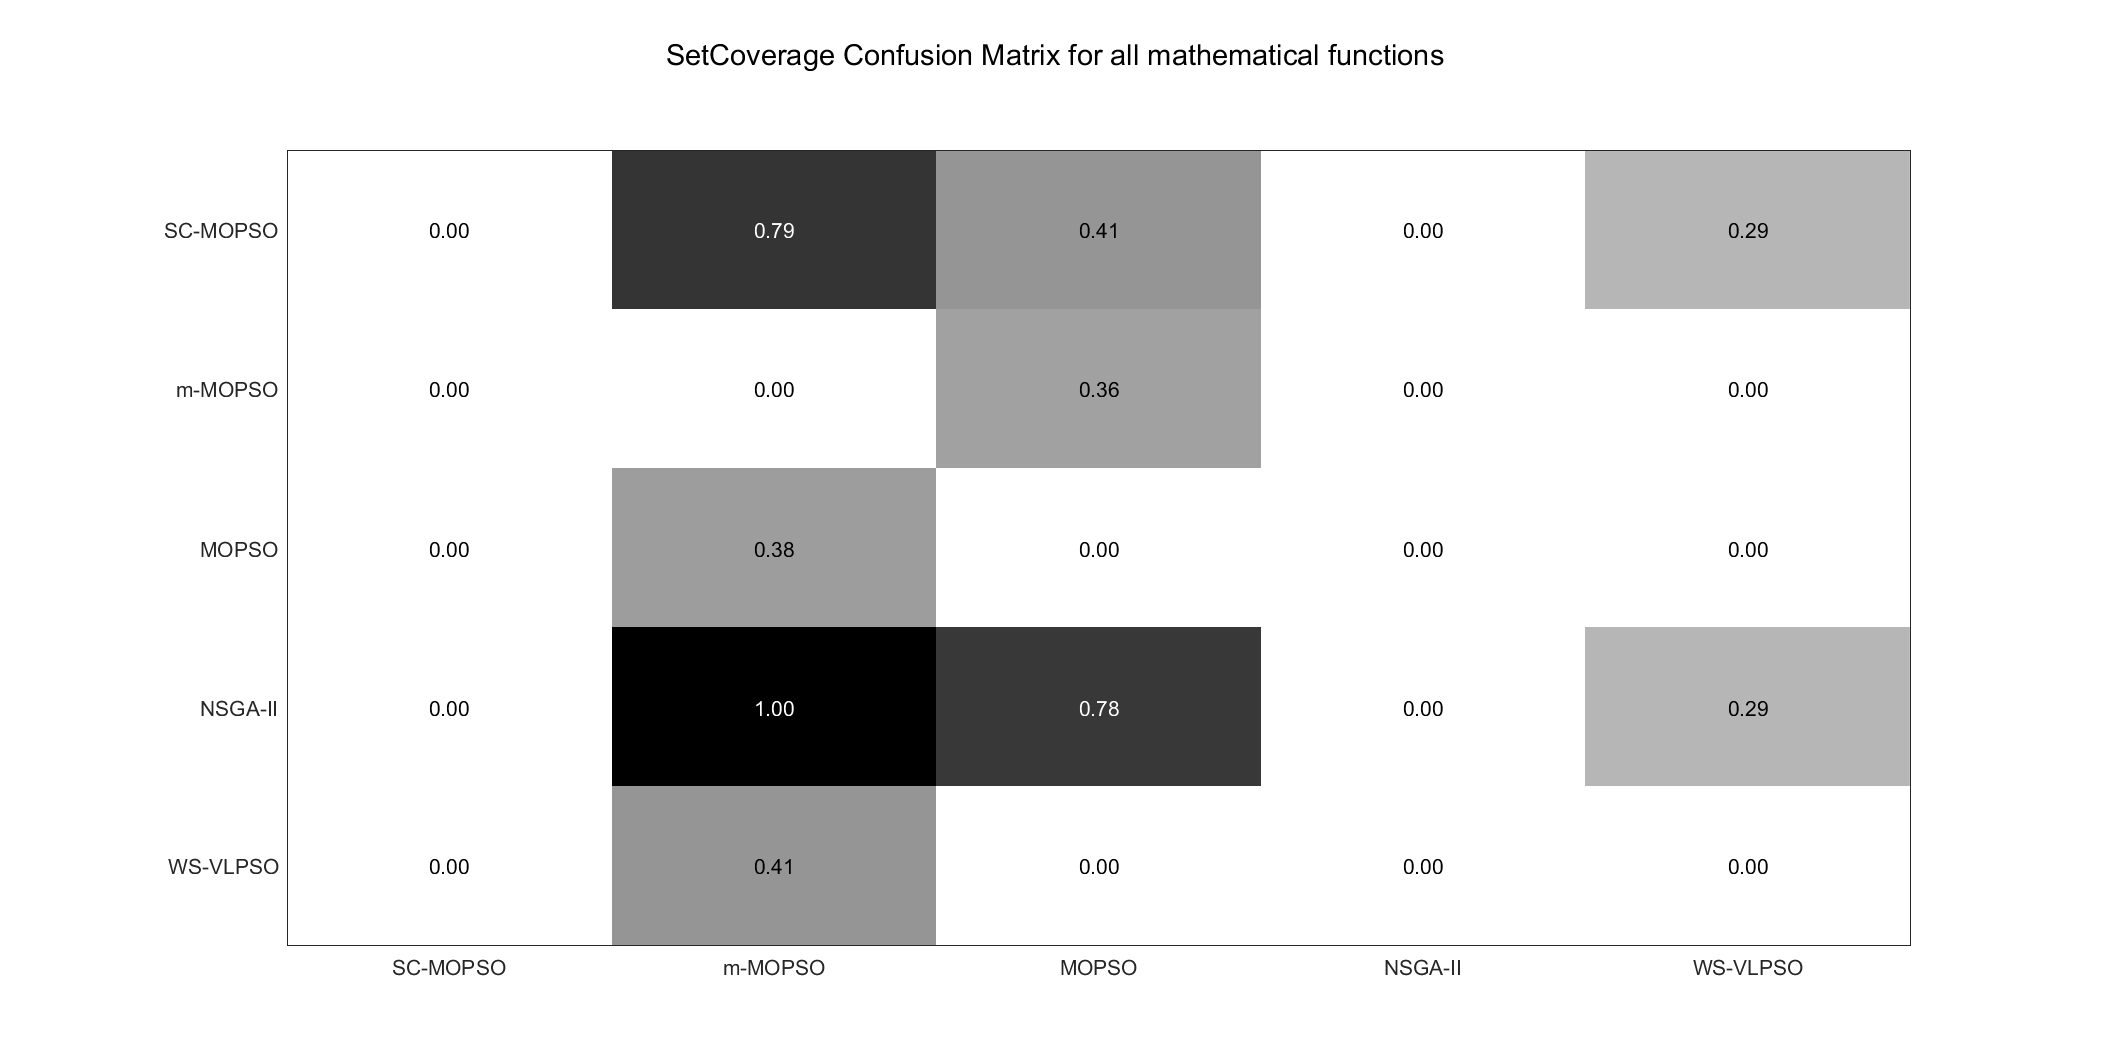 SetCoverage Confusion Matrix for all mathematical functions
SC-MOPSO 0.00 0.79 0.41 0.00 0.29
m-MOPSO 0.00 0.00 0.36 0.00 0.00
MOPSO 0.00 0.38 0.00 0.00 0.00
NSGA-II 0.00 1.00 0.78 0.00 0.29
WS-VLPSO 0.00 0.41 0.00 0.00 0.00
SC-MOPSO m-MOPSO MOPSO NSGA-II WS-VLPSO